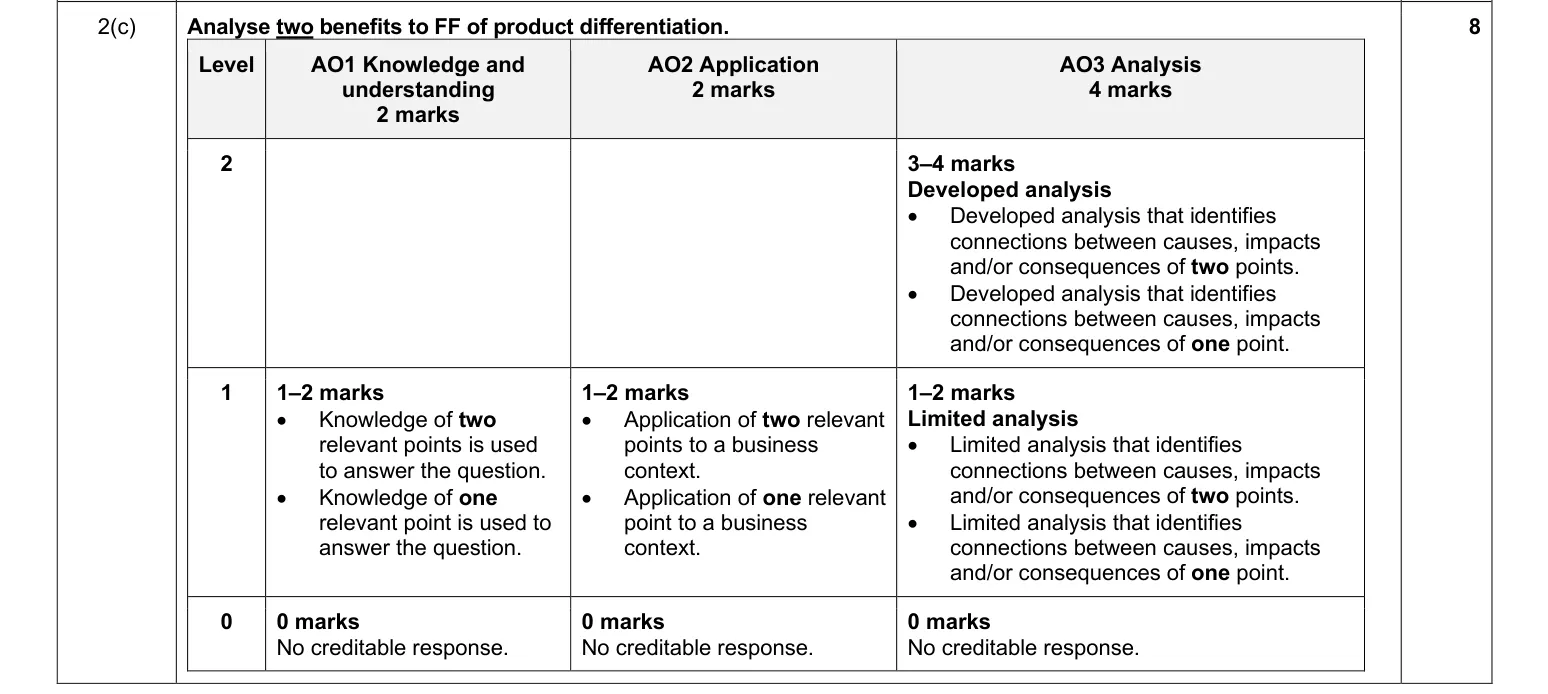 2(c)
Analyse two benefits to FF of product differentiation.
8
Level
AO1 Knowledge and
understanding
2 marks
AO2 Application
2 marks
AO3 Analysis
4 marks
2
3–4 marks
Developed analysis
• Developed analysis that identifies
connections between causes, impacts
and/or consequences of two points.
• Developed analysis that identifies
connections between causes, impacts
and/or consequences of one point.
1
1–2 marks
• Knowledge of two
relevant points is used
to answer the question.
• Knowledge of one
relevant point is used to
answer the question.
1–2 marks
• Application of two relevant
points to a business
context.
• Application of one relevant
point to a business
context.
1–2 marks
Limited analysis
• Limited analysis that identifies
connections between causes, impacts
and/or consequences of two points.
• Limited analysis that identifies
connections between causes, impacts
and/or consequences of one point.
0
0 marks
No creditable response.
0 marks
No creditable response.
0 marks
No creditable response.